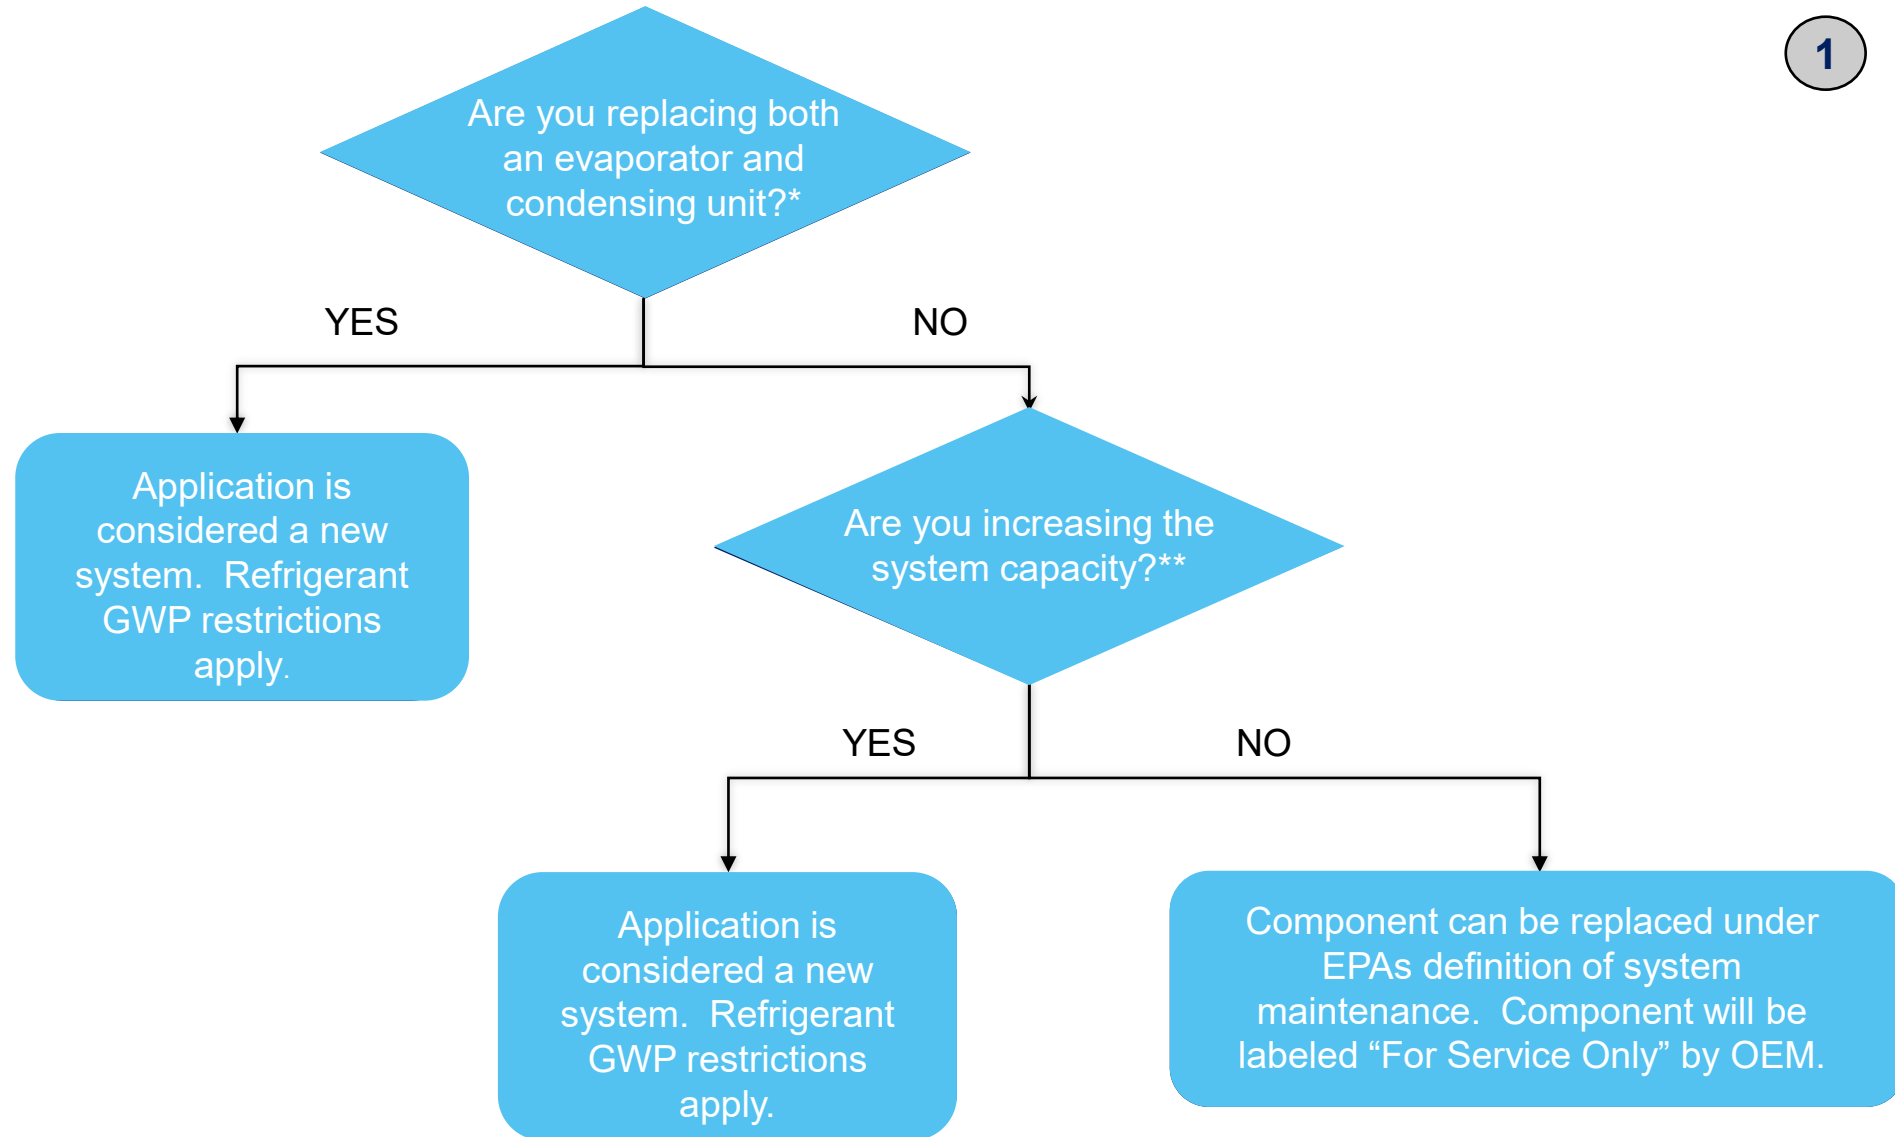 1
Are you replacing both
an evaporator and
condensing unit?*
YES
NO
Application is
considered a new
system.  Refrigerant
GWP restrictions
apply.
Are you increasing the
system capacity?**
YES
NO
Application is
considered a new
system.  Refrigerant
GWP restrictions
apply.
Component can be replaced under
EPAs definition of system
maintenance.  Component will be
labeled “For Service Only” by OEM.